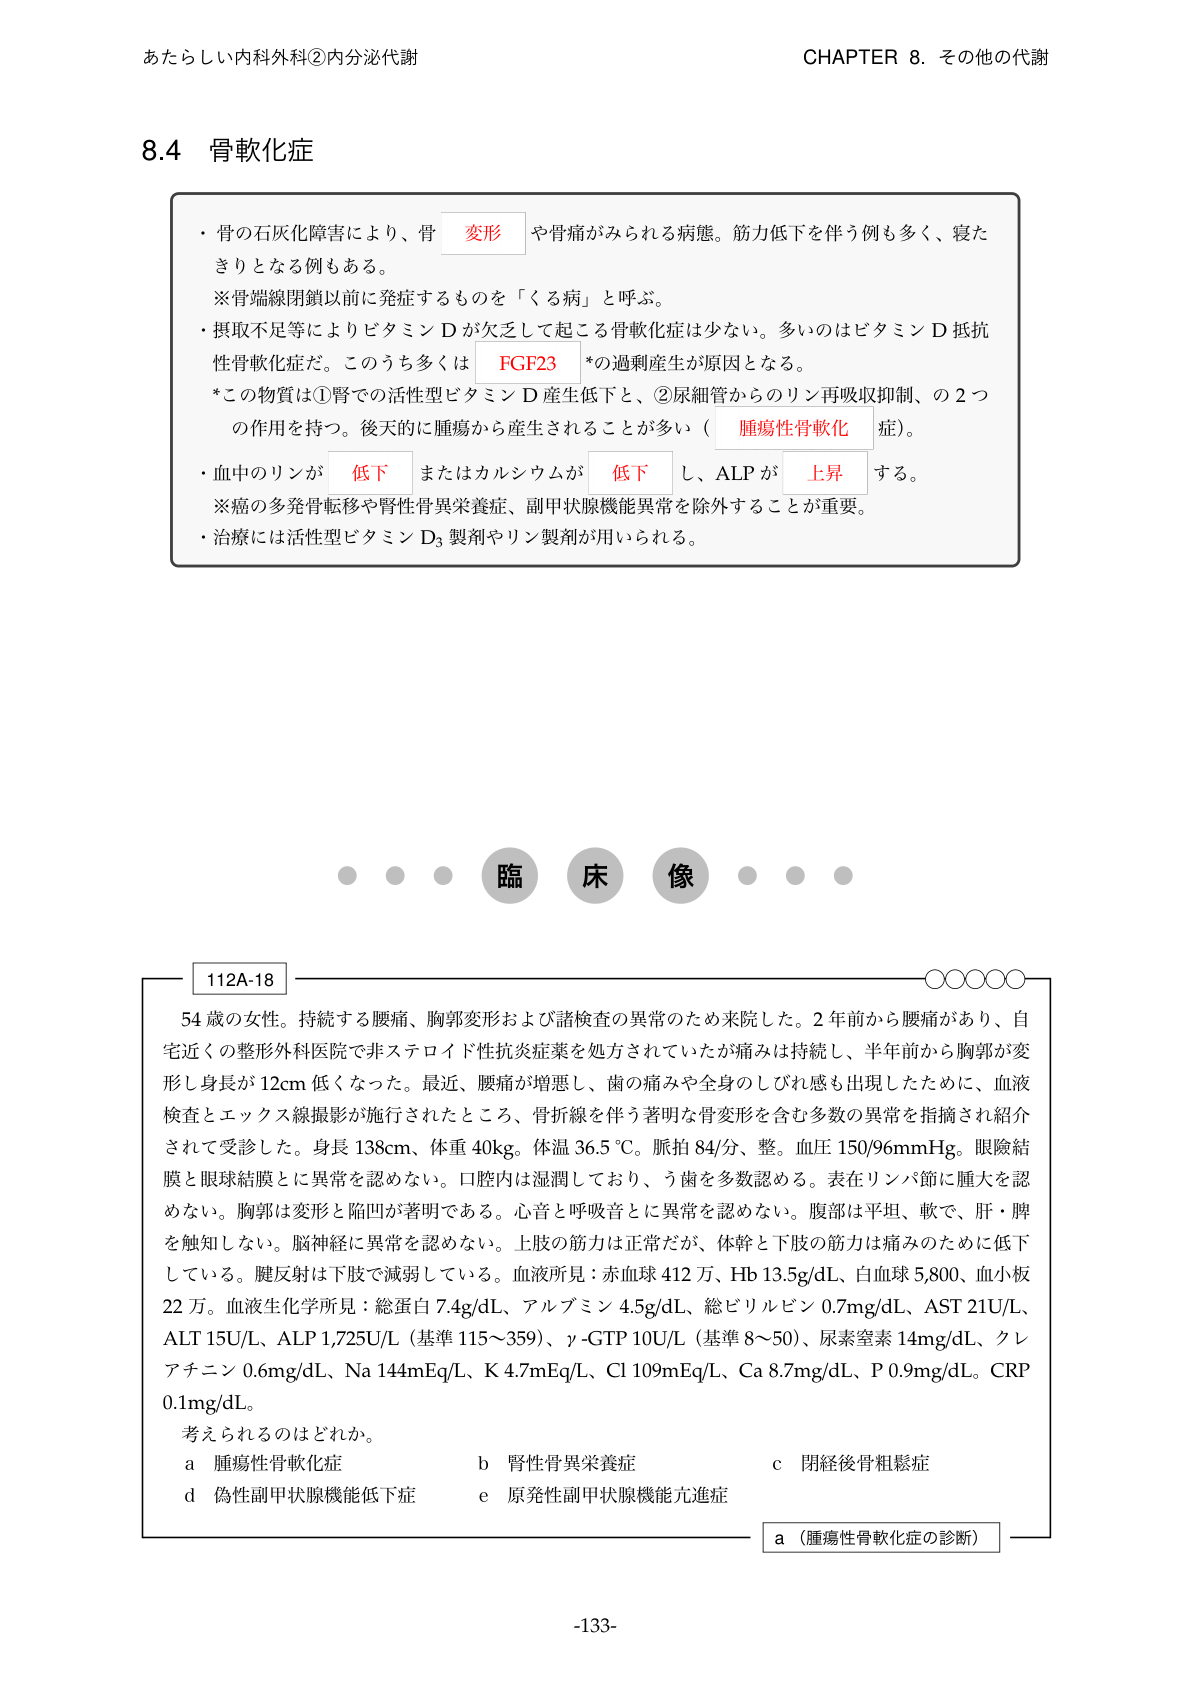 あたらしい内科外科②内分泌代謝
CHAPTER 8. その他の代謝
8.4 骨軟化症
・骨の石灰化障害により、骨 変形 や骨痛がみられる病態。筋力低下を伴う例も多く、寝た
きりとなる例もある。
※骨端線閉鎖以前に発症するものを「くる病」と呼ぶ。
・摂取不足等によりビタミン D が欠乏して起こる骨軟化症は少ない。多いのはビタミン D 抵抗
性骨軟化症だ。このうち多くは FGF23 *の過剰産生が原因となる。
*この物質は①腎での活性型ビタミン D 産生低下と、②尿細管からのリン再吸収抑制、の 2 つ
の作用を持つ。後天的に腫瘍から産生されることが多い（ 腫瘍性骨軟化 症）。
・血中のリンが 低下 またはカルシウムが 低下 し、ALP が 上昇 する。
※癌の多発骨転移や腎性骨異栄養症、副甲状腺機能異常を除外することが重要。
・治療には活性型ビタミン D₃ 製剤やリン製剤が用いられる。
臨床像
112A-18
○○○○○
54 歳の女性。持続する腰痛、胸郭変形および諸検査の異常のため来院した。2 年前から腰痛があり、自
宅近くの整形外科医院で非ステロイド性抗炎症薬を処方されていたが痛みは持続し、半年前から胸郭が変
形し身長が 12cm 低くなった。最近、腰痛が増悪し、歯の痛みや全身のしびれ感も出現したために、血液
検査とエックス線撮影が施行されたところ、骨折線を伴う著明な骨変形を含む多数の異常を指摘され紹介
されて受診した。身長 138cm、体重 40kg。体温 36.5 ℃。脈拍 84/分、整。血圧 150/96mmHg。眼瞼結
膜と眼球結膜とに異常を認めない。口腔内は湿潤しており、う歯を多数認める。表在リンパ節に腫大を認
めない。胸郭は変形と陥凹が著明である。心音と呼吸音とに異常を認めない。腹部は平坦、軟で、肝・脾
を触知しない。脳神経に異常を認めない。上肢の筋力は正常だが、体幹と下肢の筋力は痛みのために低下
している。腱反射は下肢で減弱している。血液所見：赤血球 412 万、Hb 13.5g/dL、白血球 5,800、血小板
22 万。血液生化学所見：総蛋白 7.4g/dL、アルブミン 4.5g/dL、総ビリルビン 0.7mg/dL、AST 21U/L、
ALT 15U/L、ALP 1,725U/L（基準 115〜359）、γ-GTP 10U/L（基準 8〜50）、尿素窒素 14mg/dL、クレ
アチニン 0.6mg/dL、Na 144mEq/L、K 4.7mEq/L、Cl 109mEq/L、Ca 8.7mg/dL、P 0.9mg/dL。CRP
0.1mg/dL。
考えられるのはどれか。
a 腫瘍性骨軟化症 b 腎性骨異栄養症 c 閉経後骨粗鬆症
d 偽性副甲状腺機能低下症 e 原発性副甲状腺機能亢進症
a （腫瘍性骨軟化症の診断）
-133-